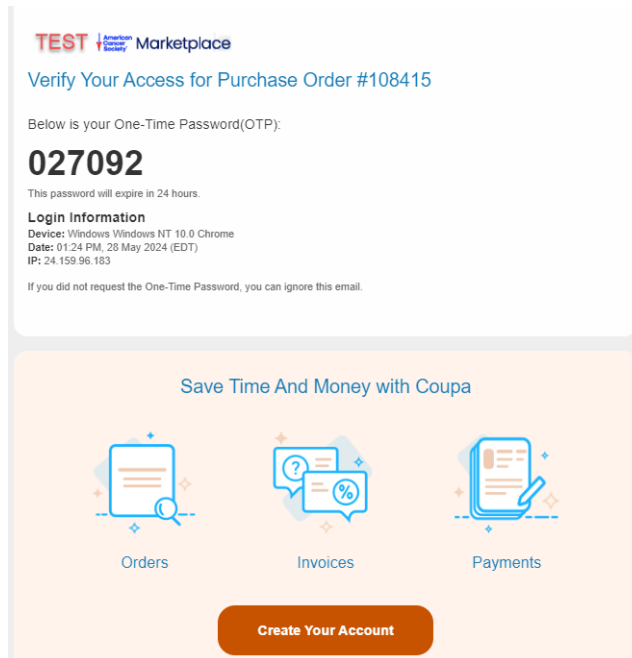 TEST American Cancer Society Marketplace
Verify Your Access for Purchase Order #108415
Below is your One-Time Password(OTP):
027092
This password will expire in 24 hours.
Login Information
Device: Windows Windows NT 10.0 Chrome
Date: 01:24 PM, 28 May 2024 (EDT)
IP: 24.159.96.183
If you did not request the One-Time Password, you can ignore this email.
Save Time And Money with Coupa
? %
Orders Invoices Payments
Create Your Account